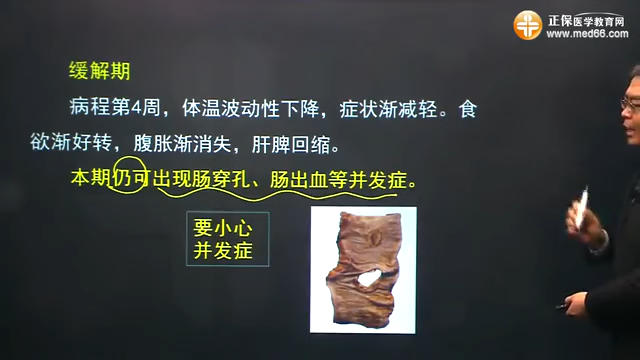 正保医学教育网
www.med66.com
缓解期
病程第4周，体温波动性下降，症状渐减轻。食
欲渐好转，腹胀渐消失，肝脾回缩。
本期仍可出现肠穿孔、肠出血等并发症。
要小心
并发症